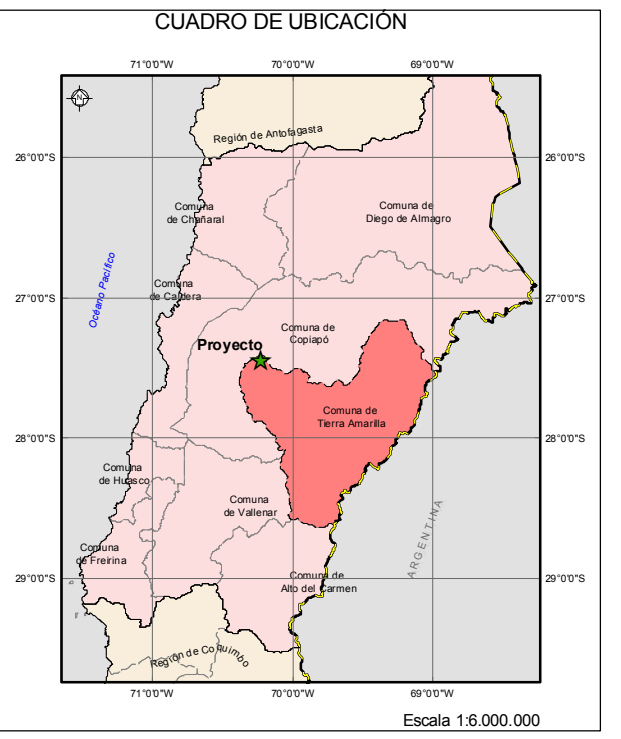 CUADRO DE UBICACIÓN
71°0'0"W 70°0'0"W 69°0'0"W
N
Región de Antofagasta
26°0'0"S 26°0'0"S
Comuna
de Chañaral
Comuna de
Diego de Almagro
Océano Pacífico
27°0'0"S 27°0'0"S
Comuna
de Caldera
Comuna de
Copiapó
Proyecto
Comuna de
Tierra Amarilla
28°0'0"S 28°0'0"S
Comuna
de Huasco
Comuna
de Vallenar
ARGENTINA
Comuna
de Freirina
29°0'0"S 29°0'0"S
Comuna de
Alto del Carmen
Región de Coquimbo
71°0'0"W 70°0'0"W 69°0'0"W
Escala 1:6.000.000